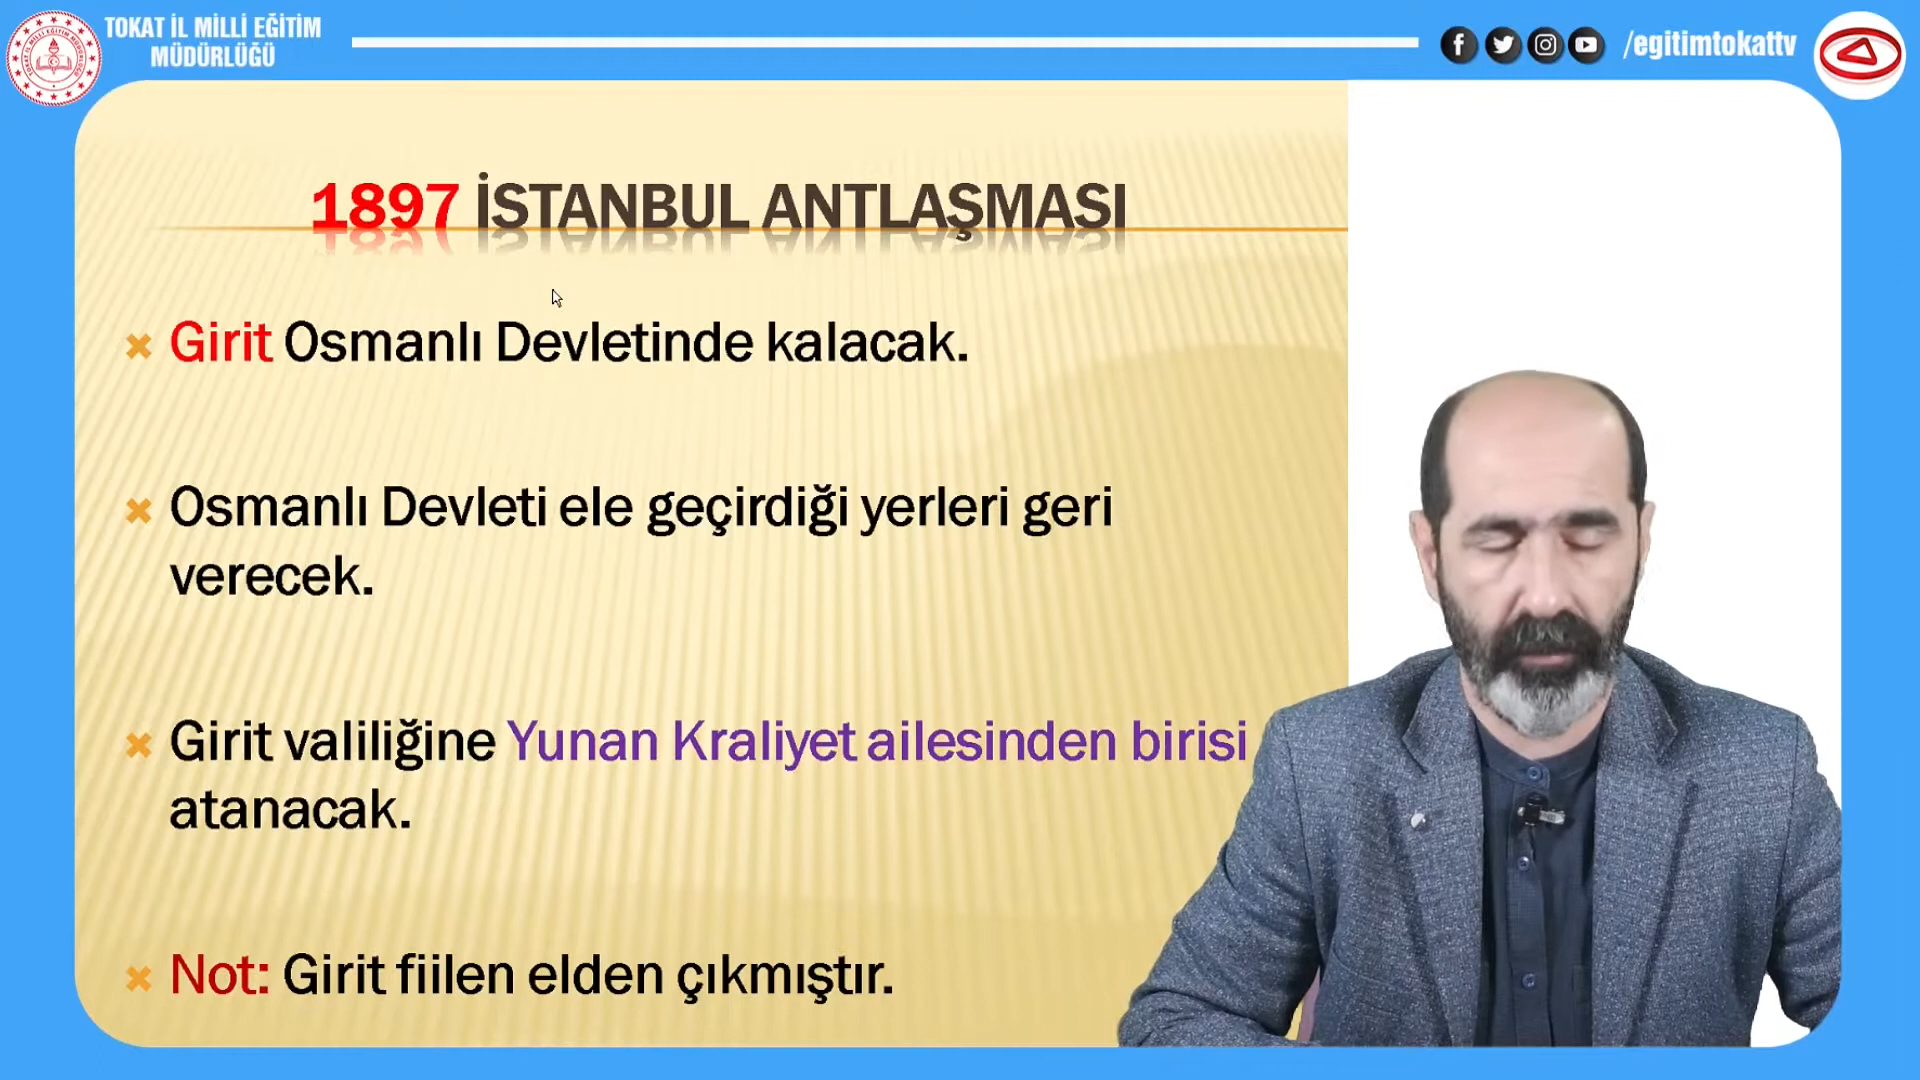 TOKAT İL MİLLİ EĞİTİM
MÜDÜRLÜĞÜ
/egitimtokattv
1897 İSTANBUL ANTLAŞMASI
Girit Osmanlı Devletinde kalacak.
Osmanlı Devleti ele geçirdiği yerleri geri
verecek.
Girit valiliğine Yunan Kraliyet ailesinden birisi
atanacak.
Not: Girit fiilen elden çıkmıştır.